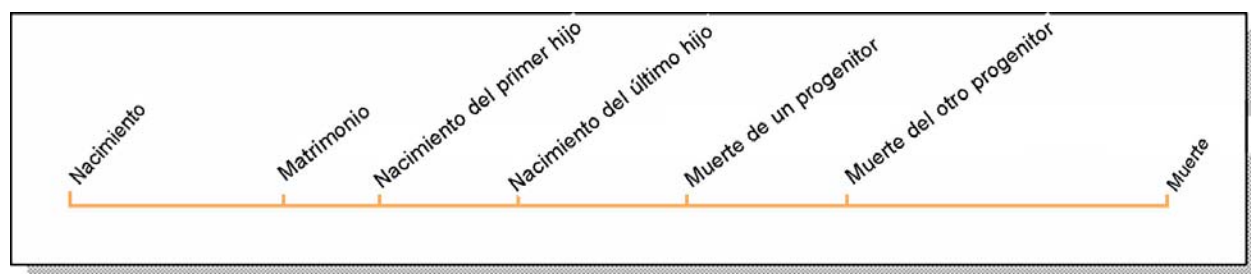 Nacimiento
Matrimonio
Nacimiento del primer hijo
Nacimiento del último hijo
Muerte de un progenitor
Muerte del otro progenitor
Muerte